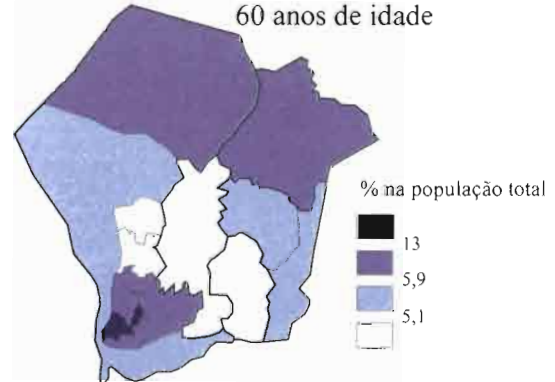 60 anos de idade
% na população total
13
5,9
5,1